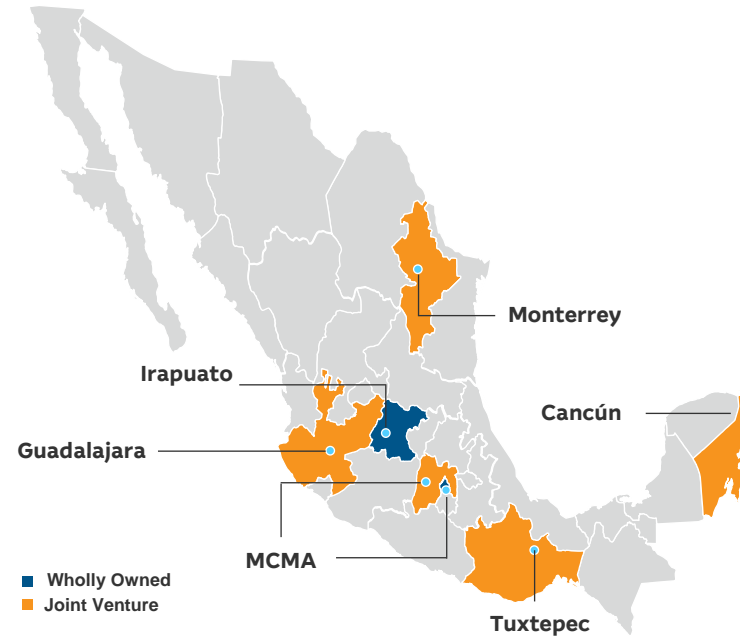 Monterrey
Irapuato
Cancún
Guadalajara
MCMA
Wholly Owned
Joint Venture
Tuxtepec